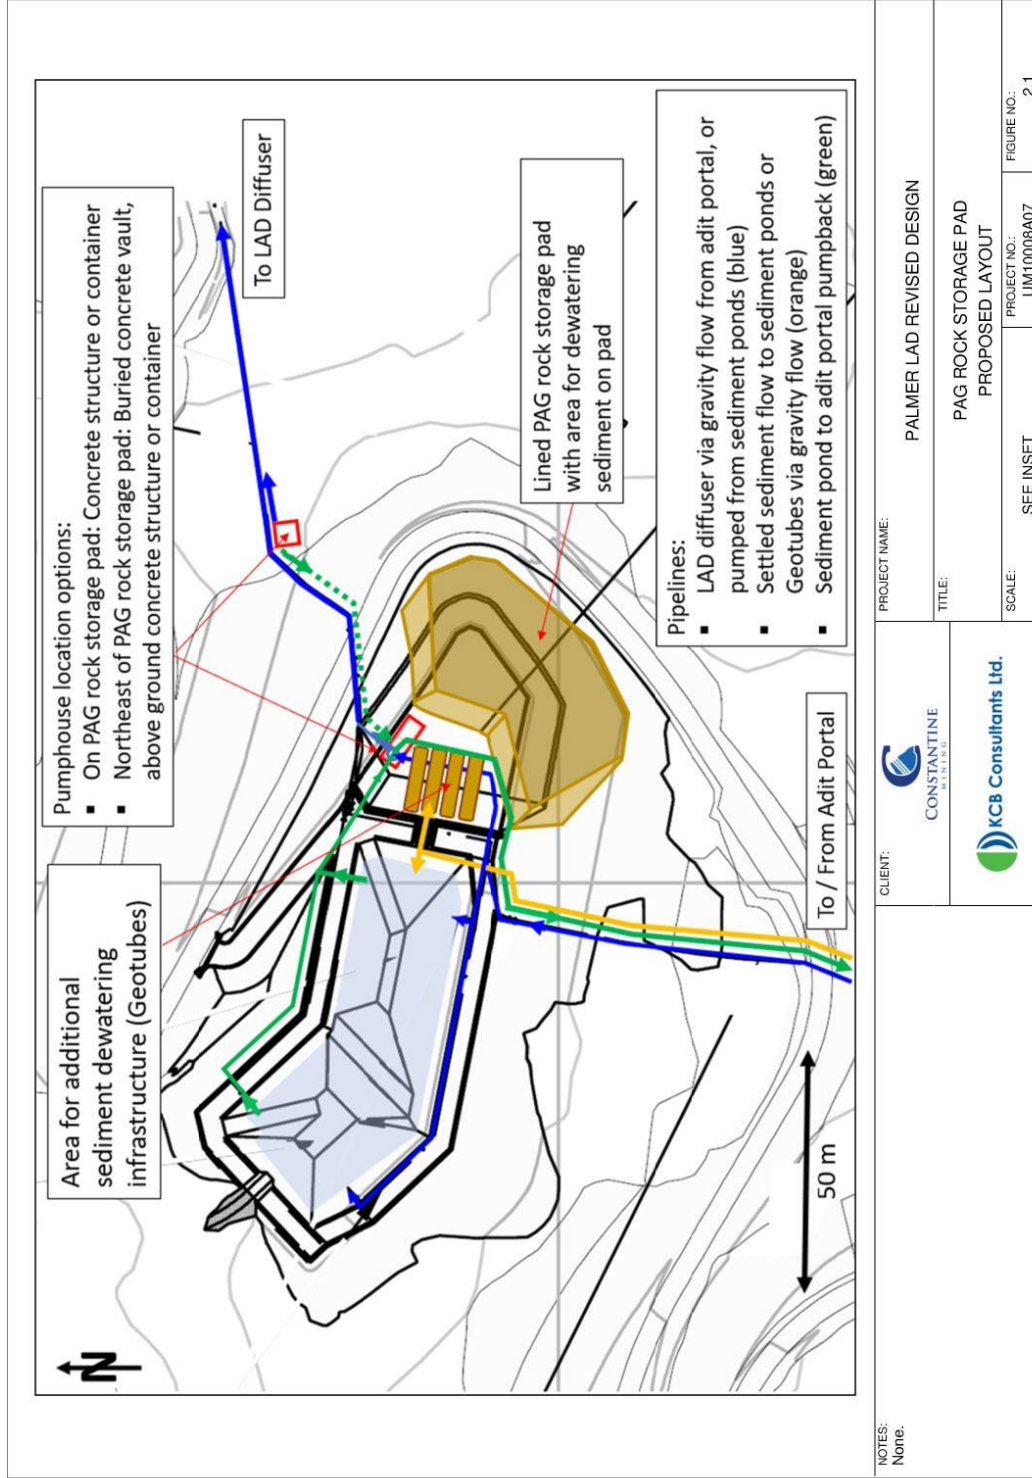 Pumphouse location options:
▪ On PAG rock storage pad: Concrete structure or container
▪ Northeast of PAG rock storage pad: Buried concrete vault,
above ground concrete structure or container
To LAD Diffuser
Area for additional
sediment dewatering
infrastructure (Geotubes)
Lined PAG rock storage pad
with area for dewatering
sediment on pad
Pipelines:
▪ LAD diffuser via gravity flow from adit portal, or
pumped from sediment ponds (blue)
▪ Settled sediment flow to sediment ponds or
Geotubes via gravity flow (orange)
▪ Sediment pond to adit portal pumpback (green)
To / From Adit Portal
50 m
N
NOTES:
None.
CLIENT:
CONSTANTINE
MINING
KCB Consultants Ltd.
PROJECT NAME:
PALMER LAD REVISED DESIGN
TITLE:
PAG ROCK STORAGE PAD
PROPOSED LAYOUT
SCALE:
SEE INSET
PROJECT NO.:
UM10008A07
FIGURE NO.:
2.1